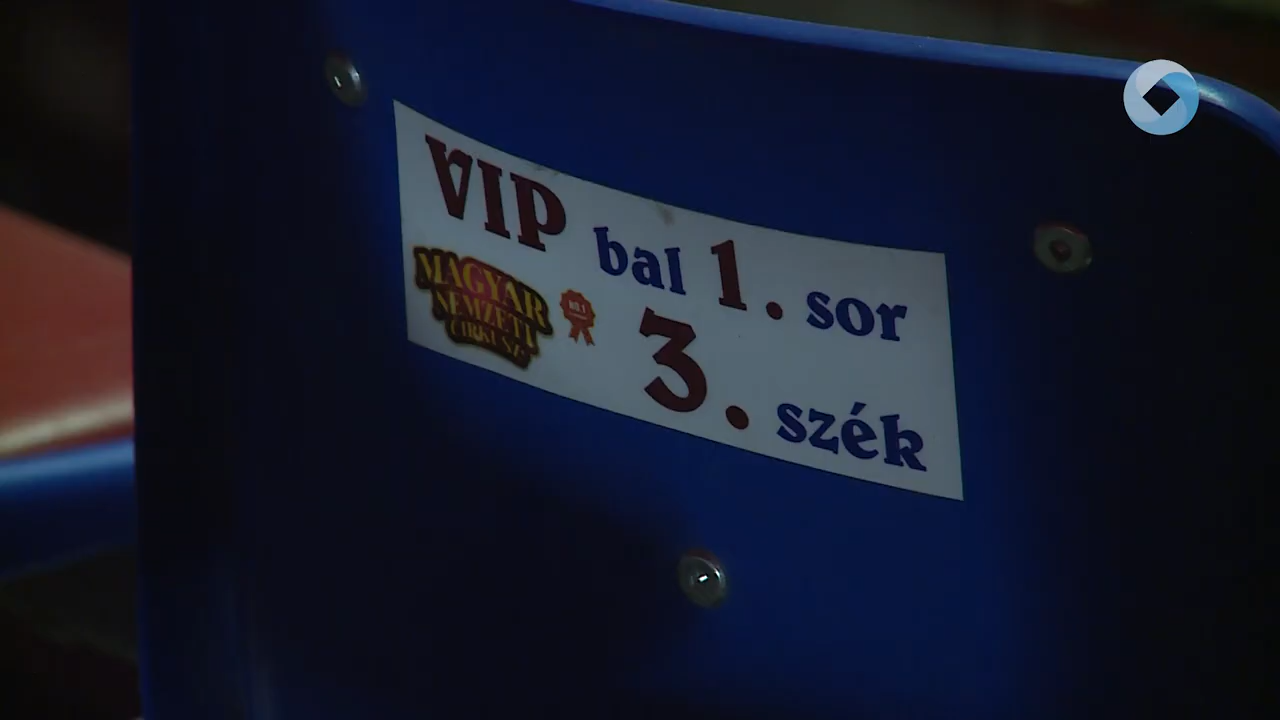 VIP bal 1. sor
3. szék
MAGYAR
NEMZETI
CIRKUSZ